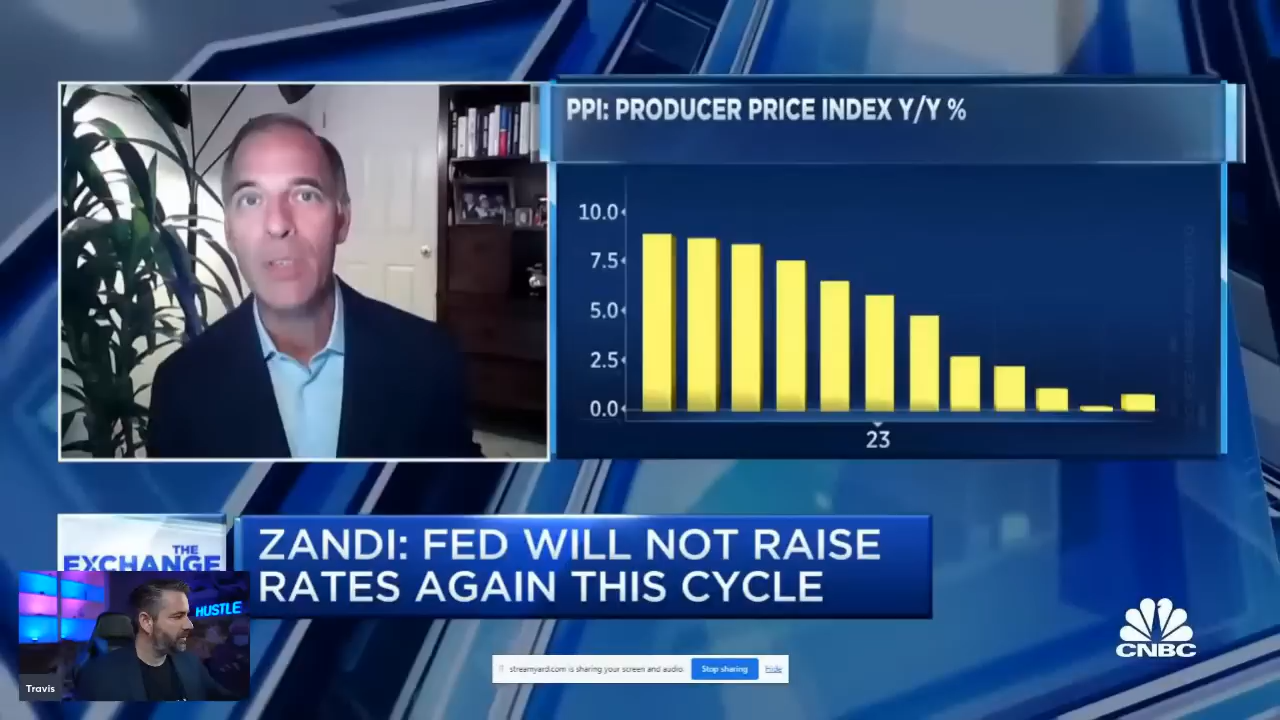 PPI: PRODUCER PRICE INDEX Y/Y %
10.0
7.5
5.0
2.5
0.0
23
THE
EXCHANGE
ZANDI: FED WILL NOT RAISE
RATES AGAIN THIS CYCLE
HUSTLE
Travis
streamyard.com is sharing your screen and audio.
Stop sharing
Hide
CNBC